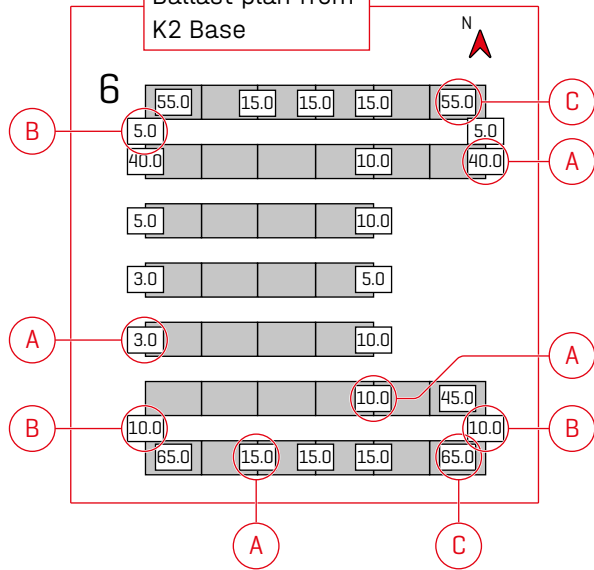 Ballast plan from
K2 Base
N
6
55.0 15.0 15.0 15.0 55.0 C
B 5.0 5.0
40.0 10.0 40.0 A
5.0 10.0
3.0 5.0
A 3.0 10.0
A
10.0 45.0
B 10.0 10.0 B
65.0 15.0 15.0 15.0 65.0
A C